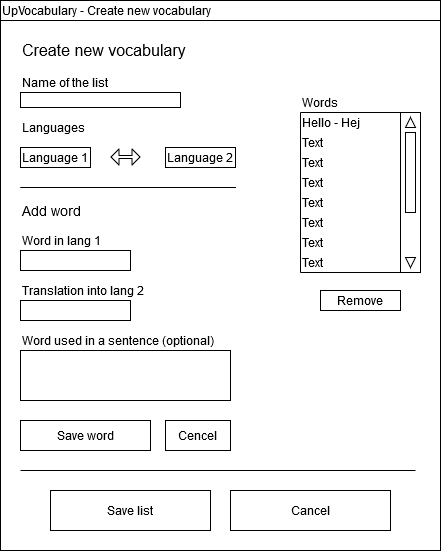 UpVocabulary - Create new vocabulary
Create new vocabulary
Name of the list
Languages
Language 1
Language 2
Add word
Word in lang 1
Translation into lang 2
Word used in a sentence (optional)
Save word
Cencel
Words
Hello - Hej
Text
Text
Text
Text
Text
Text
Text
Remove
Save list
Cancel